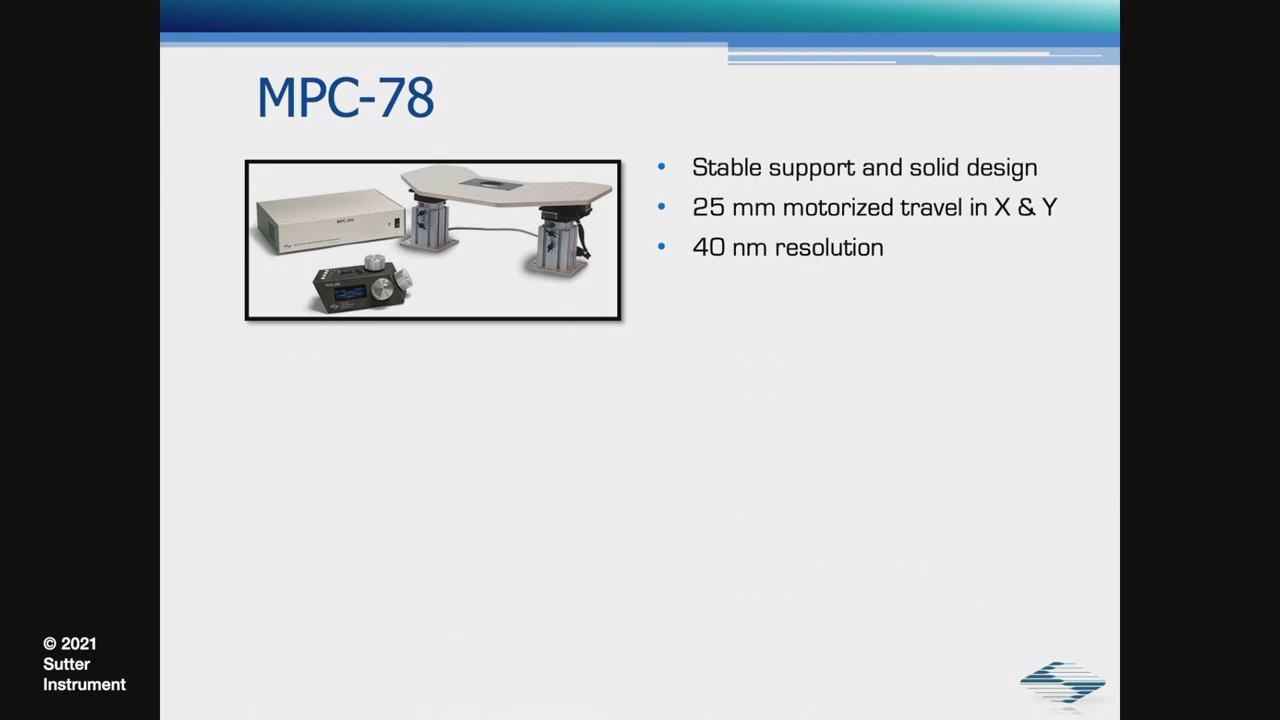 MPC-78
• Stable support and solid design
• 25 mm motorized travel in X & Y
• 40 nm resolution
© 2021
Sutter
Instrument